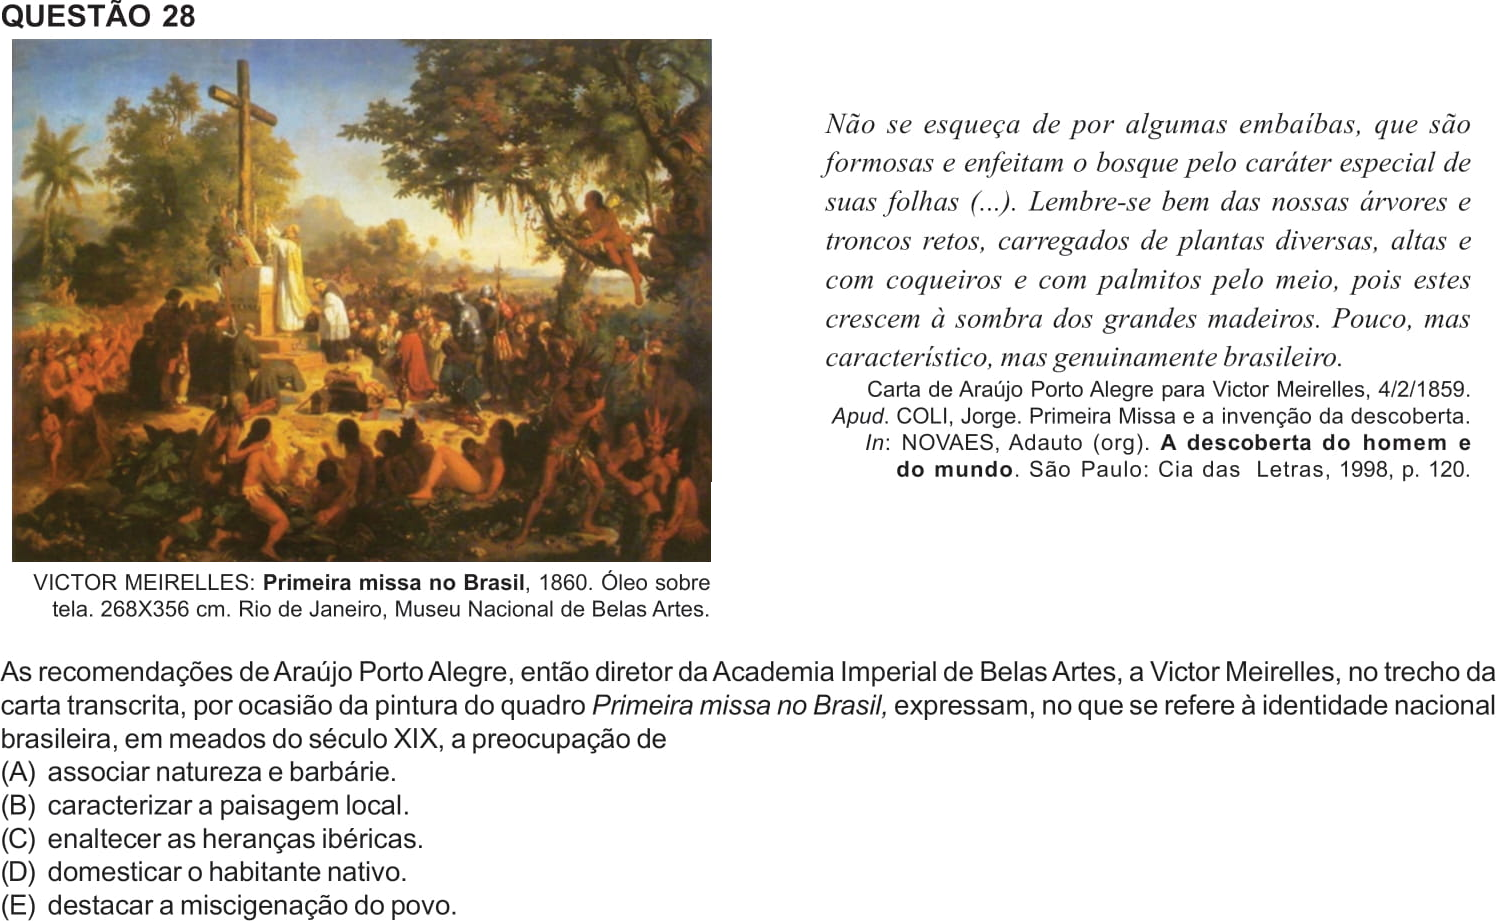 QUESTÃO 28
Não se esqueça de por algumas embaíbas, que são
formosas e enfeitam o bosque pelo caráter especial de
suas folhas (...). Lembre-se bem das nossas árvores e
troncos retos, carregados de plantas diversas, altas e
com coqueiros e com palmitos pelo meio, pois estes
crescem à sombra dos grandes madeiros. Pouco, mas
característico, mas genuinamente brasileiro.
Carta de Araújo Porto Alegre para Victor Meirelles, 4/2/1859.
Apud. COLI, Jorge. Primeira Missa e a invenção da descoberta.
In: NOVAES, Adauto (org). A descoberta do homem e
do mundo. São Paulo: Cia das Letras, 1998, p. 120.
VICTOR MEIRELLES: Primeira missa no Brasil, 1860. Óleo sobre
tela. 268X356 cm. Rio de Janeiro, Museu Nacional de Belas Artes.
As recomendações de Araújo Porto Alegre, então diretor da Academia Imperial de Belas Artes, a Victor Meirelles, no trecho da
carta transcrita, por ocasião da pintura do quadro Primeira missa no Brasil, expressam, no que se refere à identidade nacional
brasileira, em meados do século XIX, a preocupação de
(A) associar natureza e barbárie.
(B) caracterizar a paisagem local.
(C) enaltecer as heranças ibéricas.
(D) domesticar o habitante nativo.
(E) destacar a miscigenação do povo.